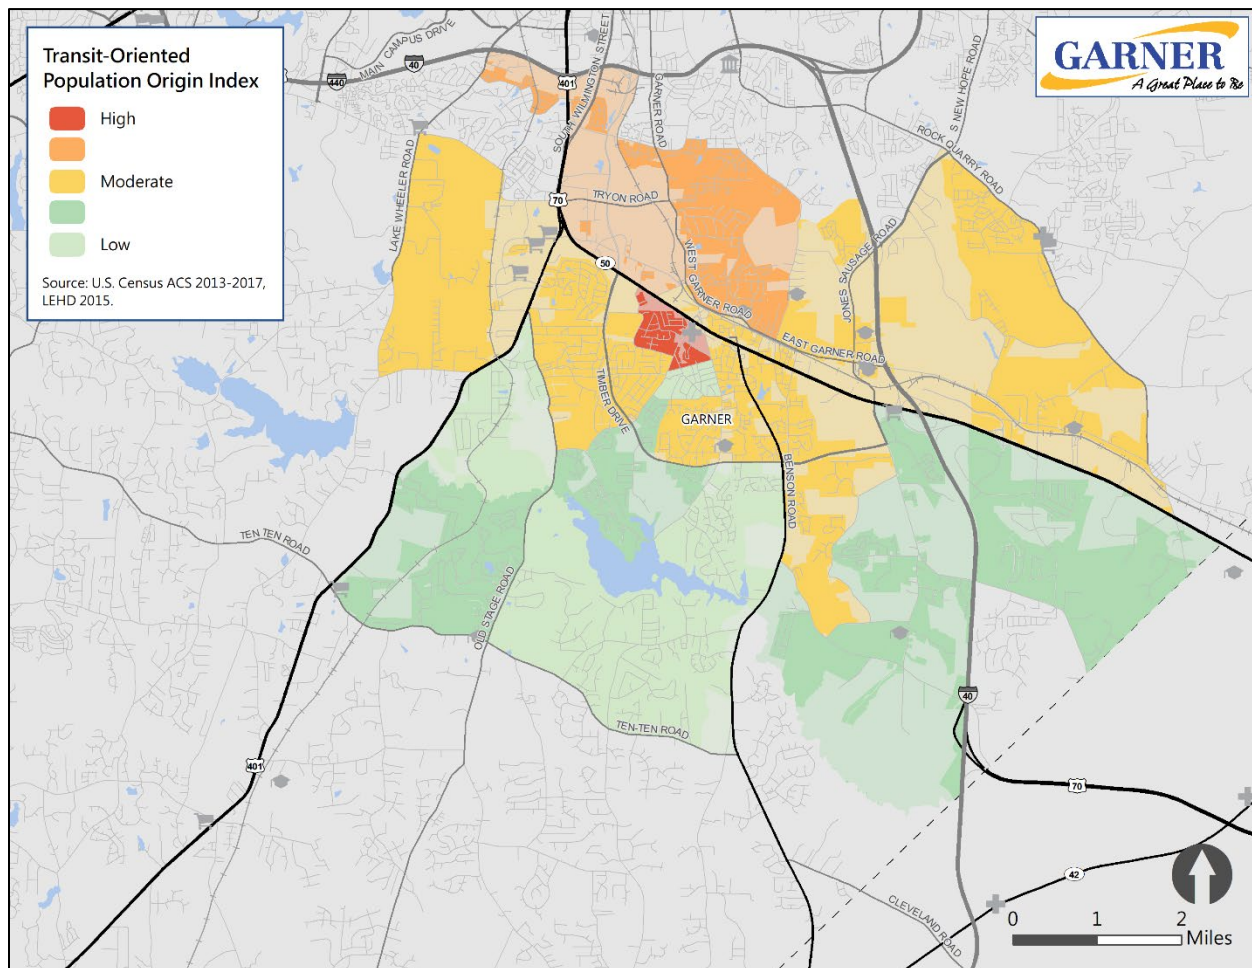 Transit-Oriented
Population Origin Index
High
Moderate
Low
Source: U.S. Census ACS 2013-2017,
LEHD 2015.
GARNER
A Great Place to Be
MAIN CAMPUS DRIVE
440
40
401
SOUTH WILMINGTON STREET
GARNER ROAD
S NEW HOPE ROAD
ROCK QUARRY ROAD
LAKE WHEELER ROAD
TRYON ROAD
70
50
WEST GARNER ROAD
JONES SAUSAGE ROAD
EAST GARNER ROAD
TIMBER DRIVE
GARNER
BENSON ROAD
TEN TEN ROAD
OLD STAGE ROAD
TEN-TEN ROAD
40
401
70
42
CLEVELAND ROAD
0 1 2
Miles